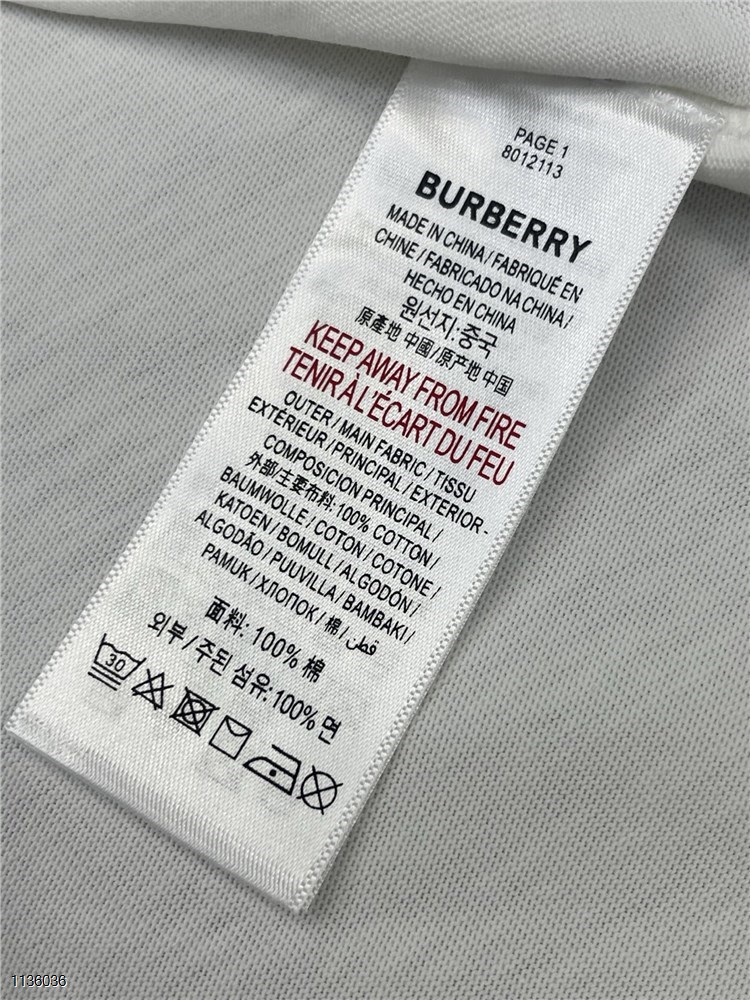 PAGE 1
8012113
BURBERRY
MADE IN CHINA / FABRIQUÉ EN
CHINE / FABRICADO NA CHINA /
HECHO EN CHINA
원선지: 중국
原產地 中國/原产地 中国
KEEP AWAY FROM FIRE
TENIR À L'ÉCART DU FEU
OUTER / MAIN FABRIC / TISSU
EXTÉRIEUR / PRINCIPAL / EXTERIOR -
COMPOSICION PRINCIPAL /
外部/主要布料: 100% COTTON /
BAUMWOLLE / COTON / COTONE /
KATOEN / BOMULL / ALGODÓN /
ALGODÃO / PUUVILLA / BAMBAKI /
PAMUK / ХЛОПОК / 棉 / قطن
面料: 100% 棉
외부 / 주된 섬유: 100% 면
30
1136036